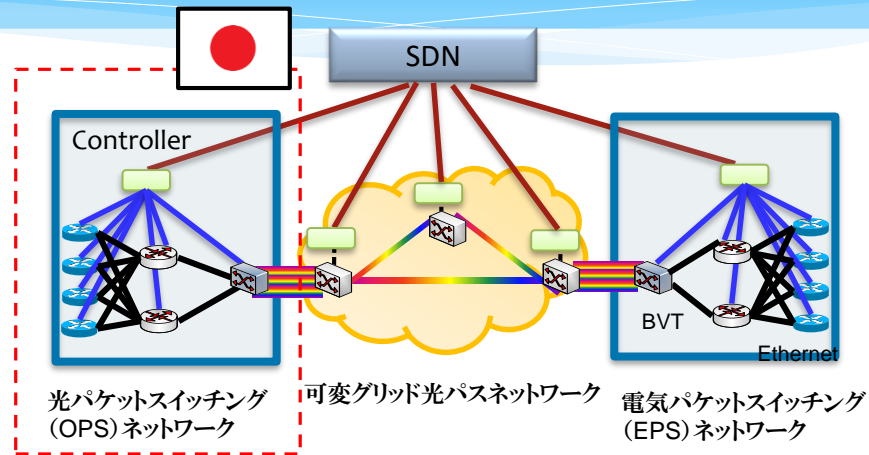 SDN
Controller
BVT
Ethernet
光パケットスイッチング
(OPS)ネットワーク
可変グリッド光パスネットワーク
電気パケットスイッチング
(EPS)ネットワーク